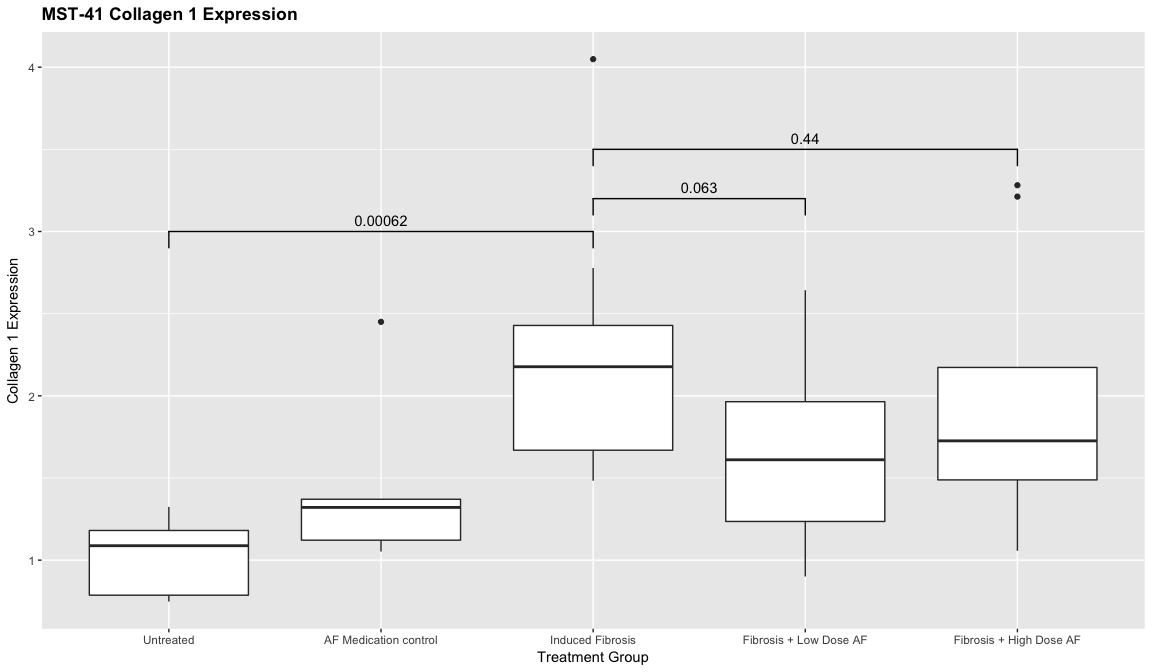 MST-41 Collagen 1 Expression
4
0.44
0.063
0.00062
3
Collagen 1 Expression
2
1
Untreated
AF Medication control
Induced Fibrosis
Fibrosis + Low Dose AF
Fibrosis + High Dose AF
Treatment Group